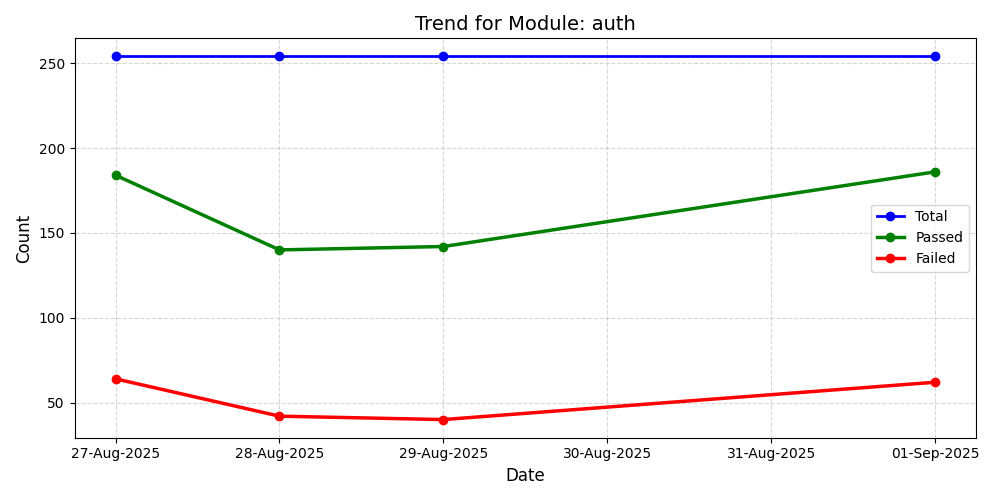 Trend for Module: auth
250
200
150
100
50
Count
Total
Passed
Failed
27-Aug-2025 28-Aug-2025 29-Aug-2025 30-Aug-2025 31-Aug-2025 01-Sep-2025
Date